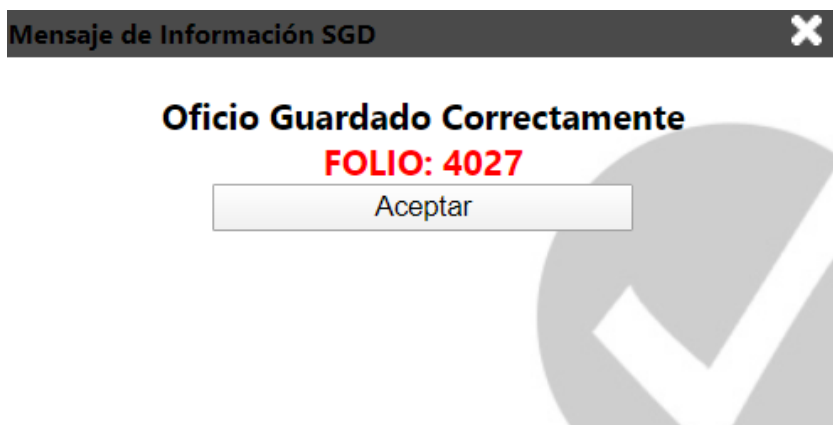 Mensaje de Información SGD
Oficio Guardado Correctamente
FOLIO: 4027
Aceptar